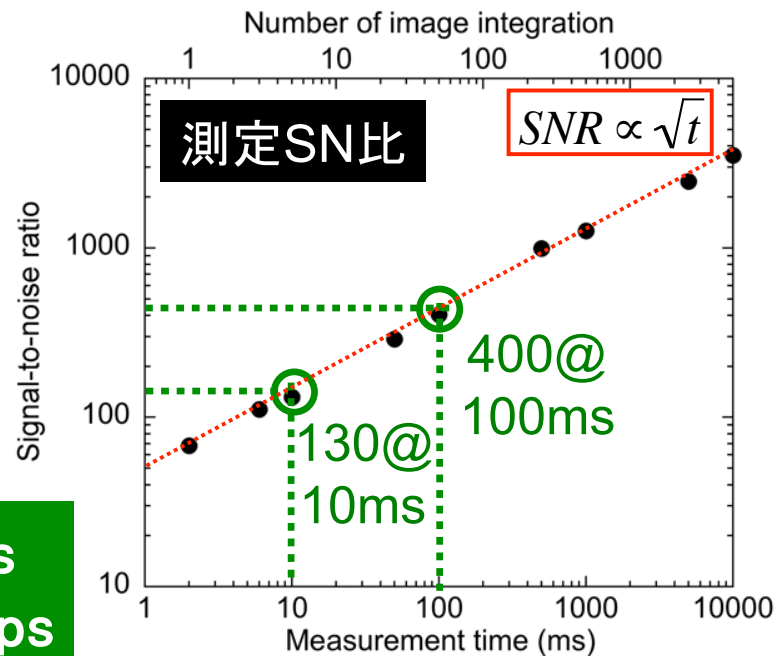 Number of image integration
1 10 100 1000
10000
測定SN比
SNR ∝ √t
Signal-to-noise ratio
1000
400@
100ms
100
130@
10ms
s
ps
10
1 10 100 1000 10000
Measurement time (ms)